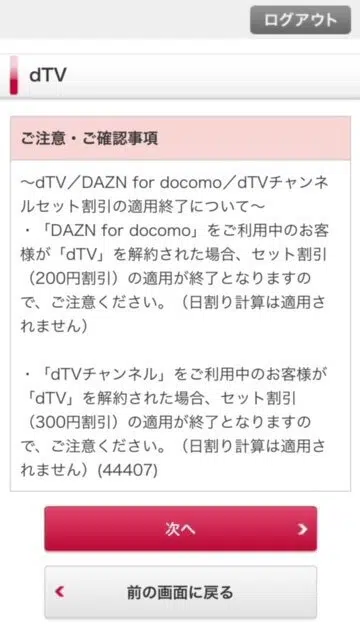 ログアウト
dTV
ご注意・ご確認事項
～dTV／DAZN for docomo／dTVチャンネ
ルセット割引の適用終了について～
・「DAZN for docomo」をご利用中のお客
様が「dTV」を解約された場合、セット割引
（200円割引）の適用が終了となりますの
で、ご注意ください。（日割り計算は適用さ
れません）
・「dTVチャンネル」をご利用中のお客様が
「dTV」を解約された場合、セット割引
（300円割引）の適用が終了となりますの
で、ご注意ください。（日割り計算は適用さ
れません）(44407)
次へ
前の画面に戻る